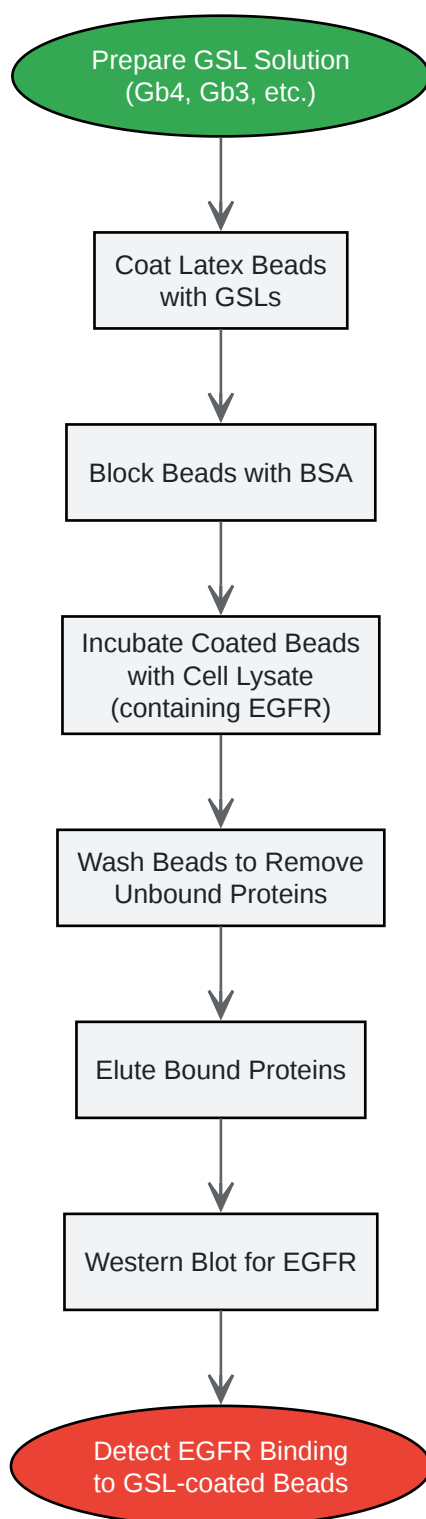 Prepare GSL Solution
(Gb4, Gb3, etc.)
Coat Latex Beads
with GSLs
Block Beads with BSA
Incubate Coated Beads
with Cell Lysate
(containing EGFR)
Wash Beads to Remove
Unbound Proteins
Elute Bound Proteins
Western Blot for EGFR
Detect EGFR Binding
to GSL-coated Beads